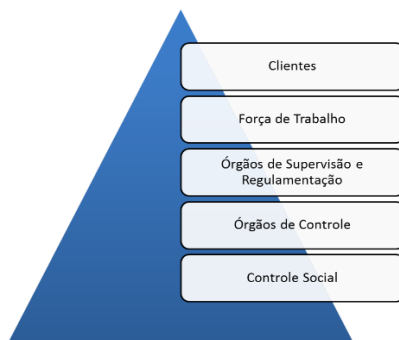 Clientes
Força de Trabalho
Órgãos de Supervisão e
Regulamentação
Órgãos de Controle
Controle Social